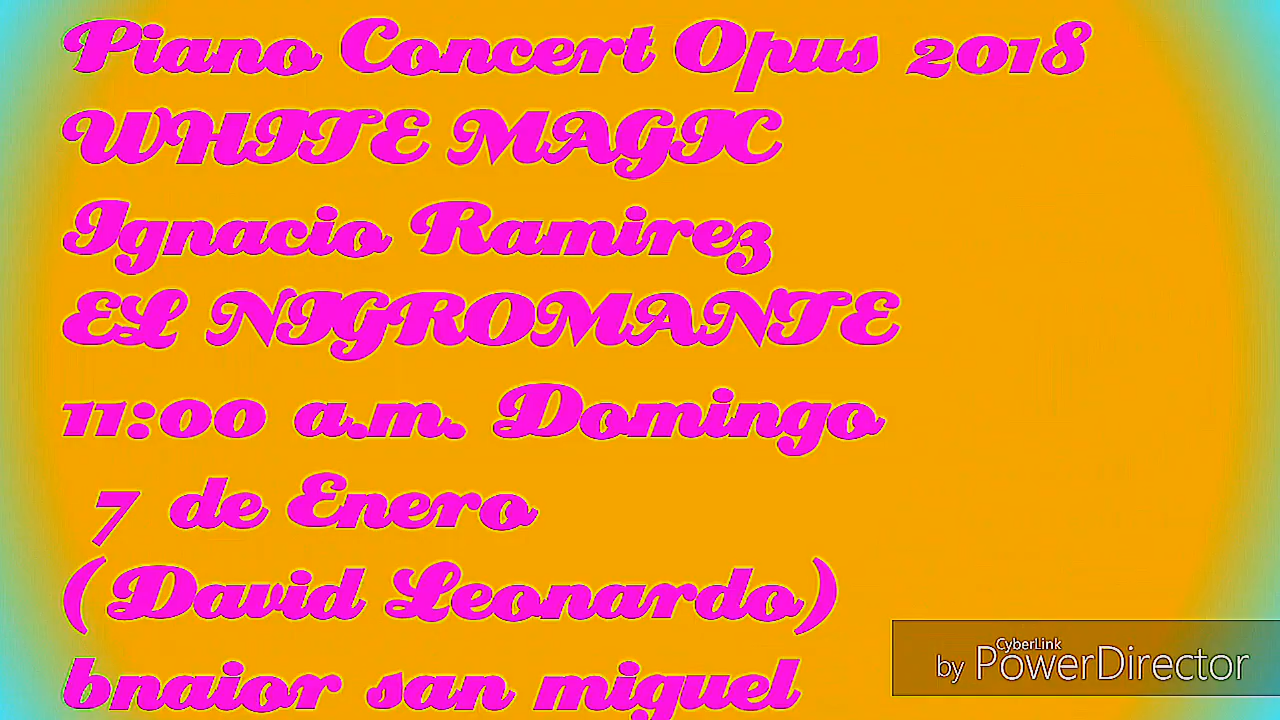 Piano Concert Opus 2018
WHITE MAGIC
Ignacio Ramirez
EL NIGROMANTE
11:00 a.m. Domingo
7 de Enero
(David Leonardo)
bnaior san miguel
by CyberLink PowerDirector